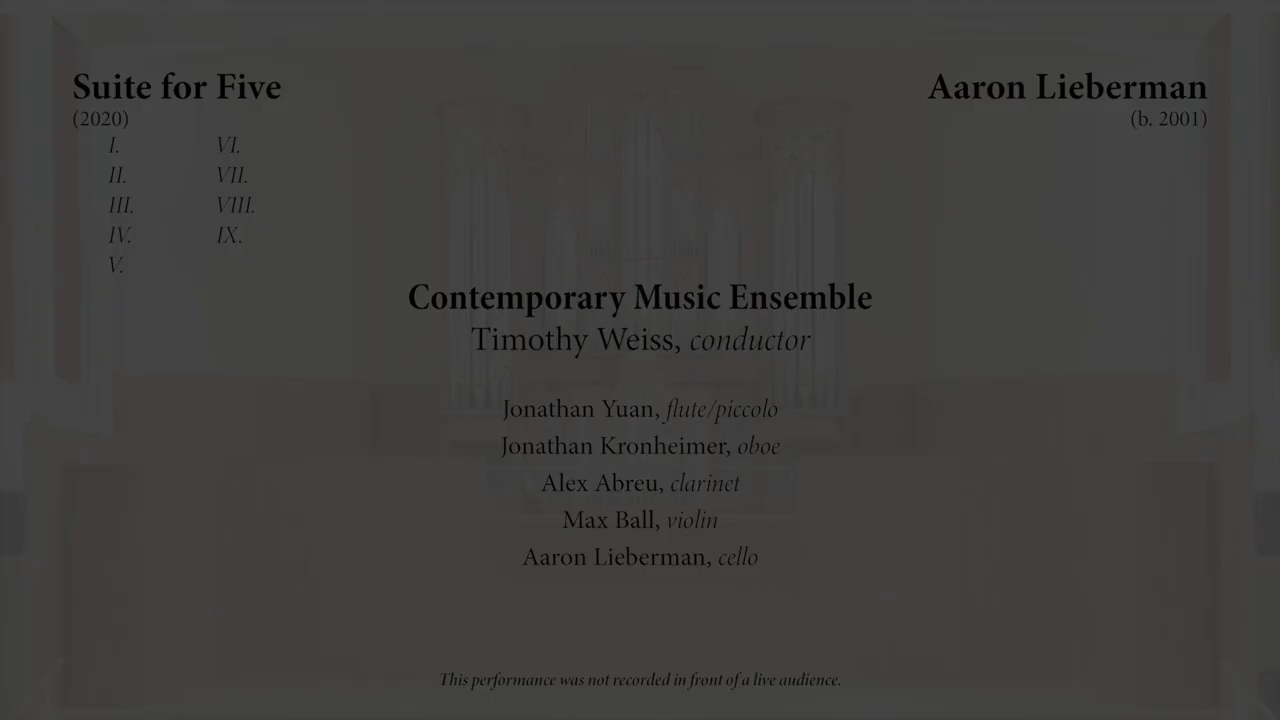 Suite for Five
(2020)
I.
II.
III.
IV.
V.
VI.
VII.
VIII.
IX.
Aaron Lieberman
(b. 2001)
Contemporary Music Ensemble
Timothy Weiss, conductor
Jonathan Yuan, flute/piccolo
Jonathan Kronheimer, oboe
Alex Abreu, clarinet
Max Ball, violin
Aaron Lieberman, cello
This performance was not recorded in front of a live audience.